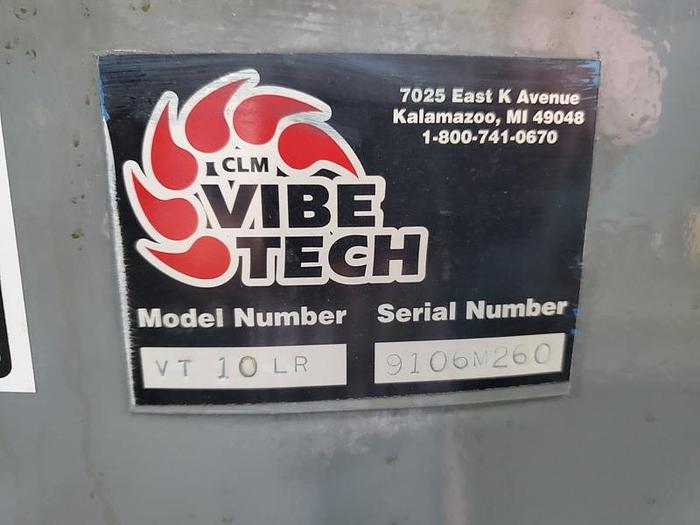 7025 East K Avenue
Kalamazoo, MI 49048
1-800-741-0670
CLM
VIBE
TECH
Model Number
Serial Number
VT 10 LR
9106M260